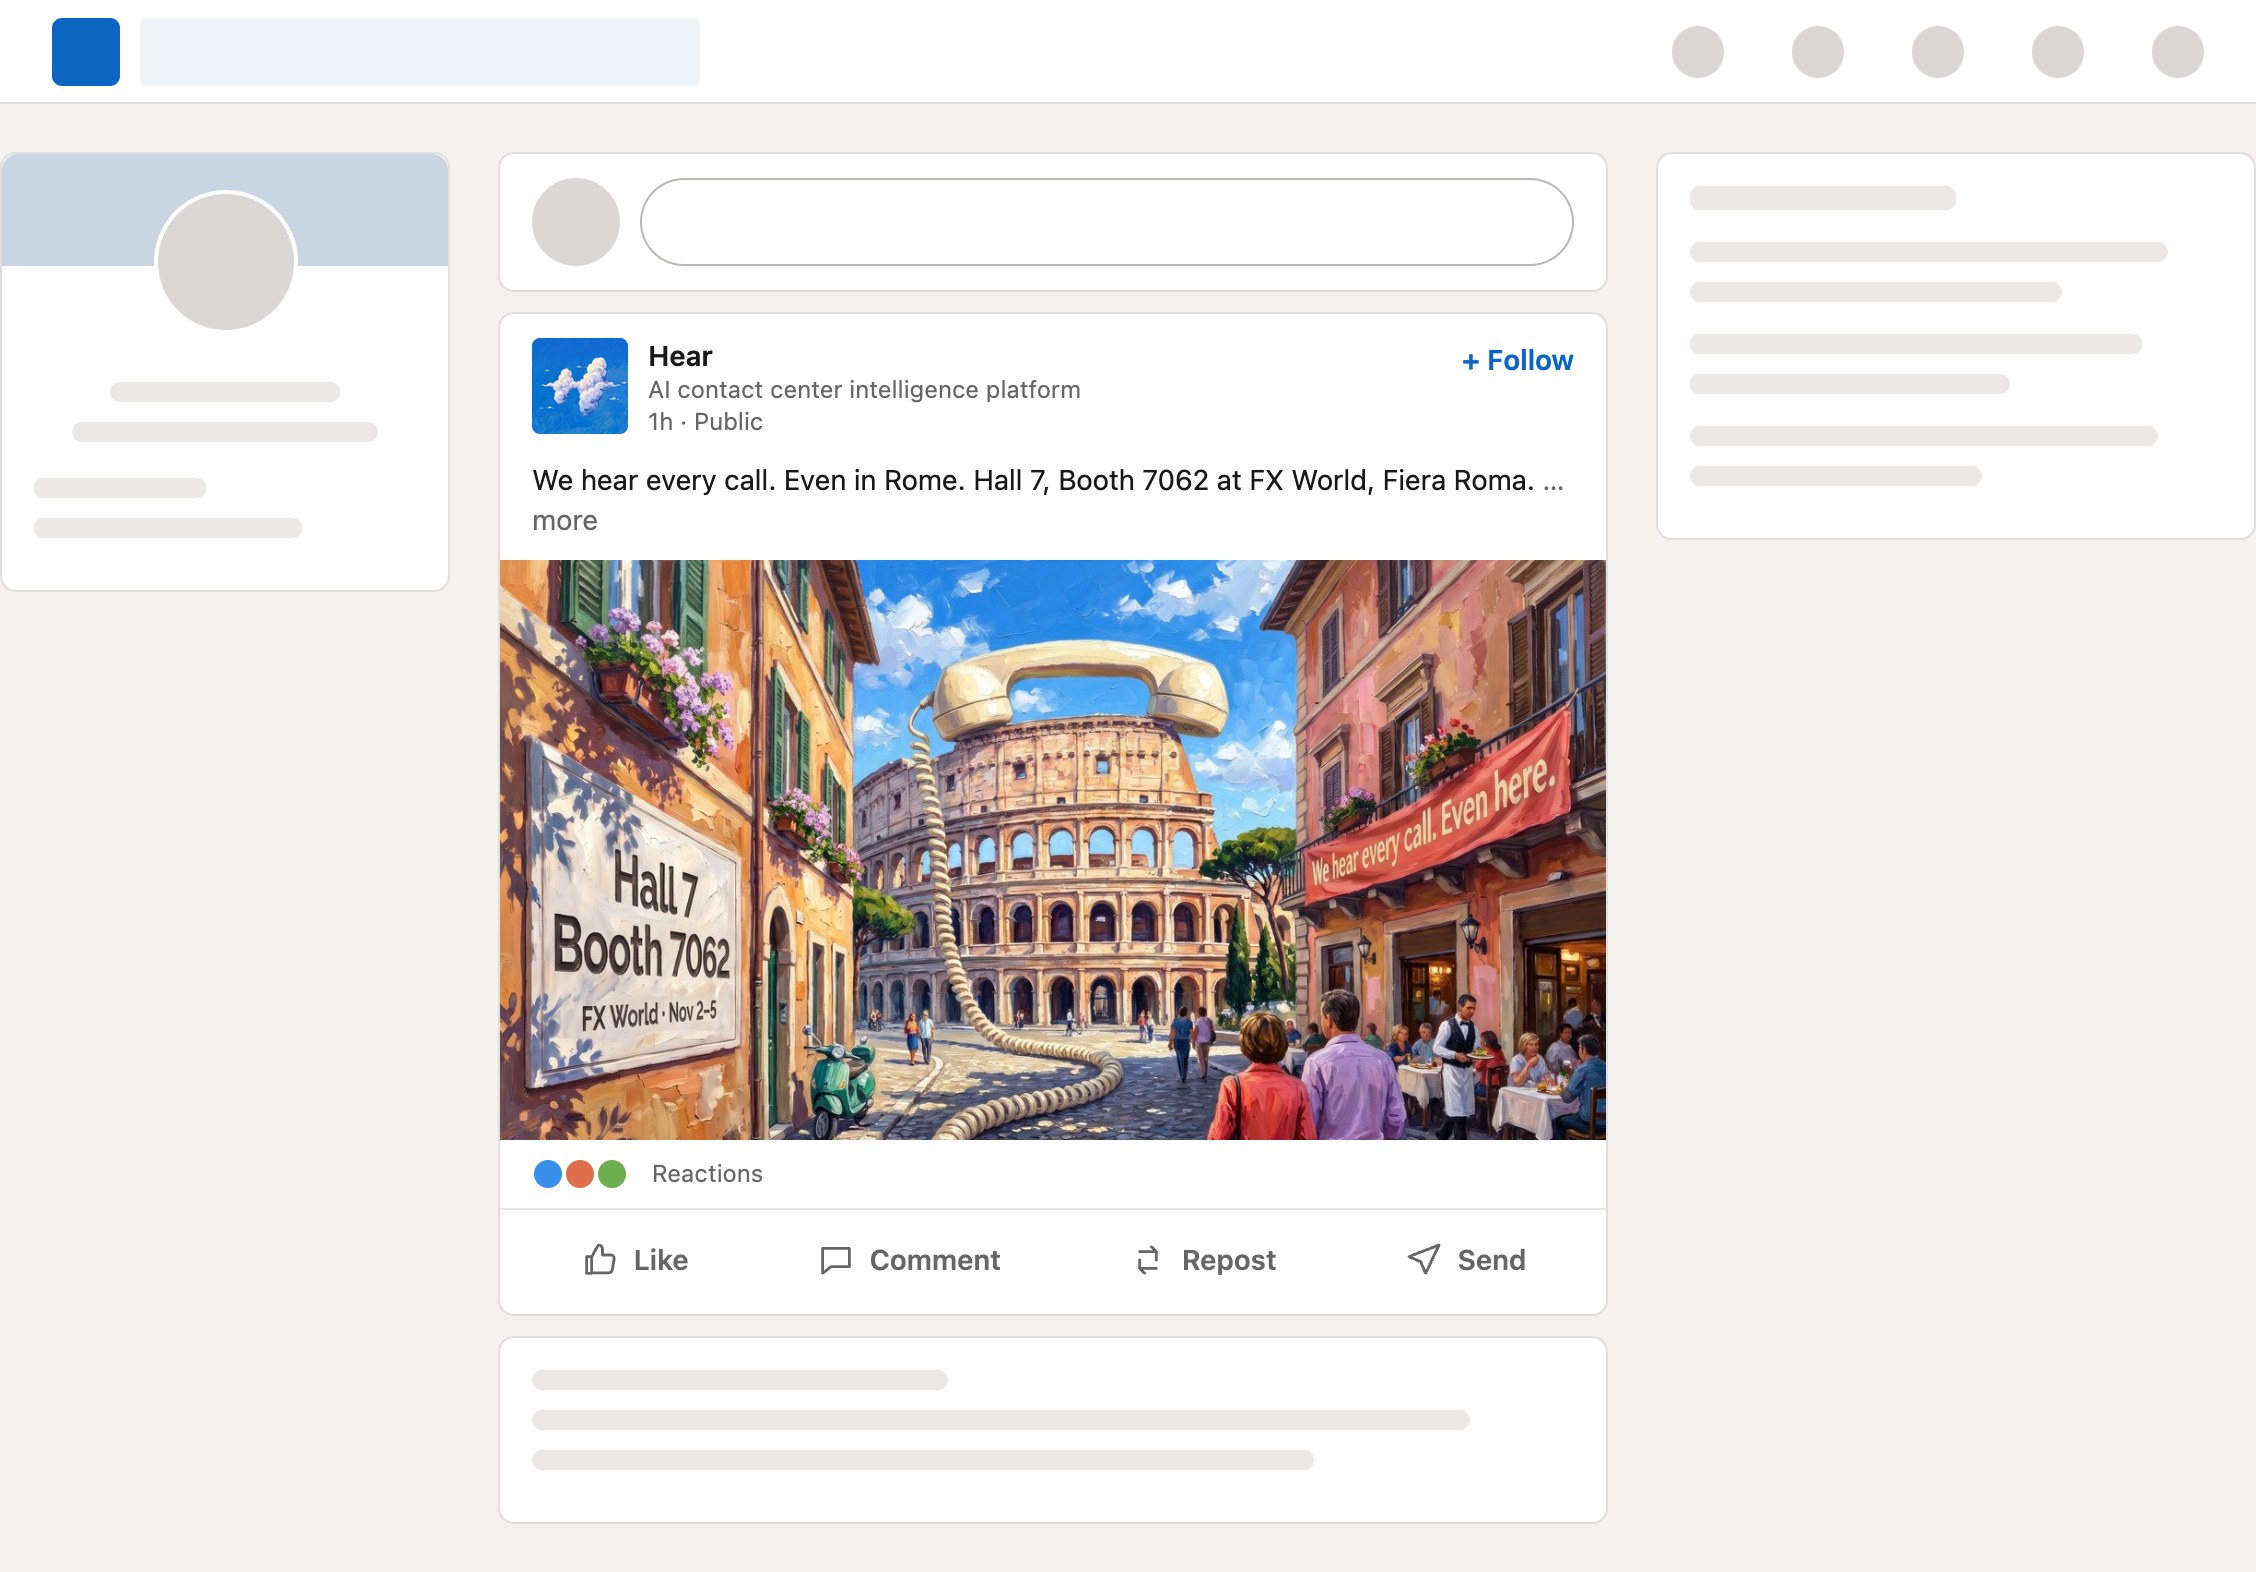 Hear
AI contact center intelligence platform
1h · Public
+ Follow
We hear every call. Even in Rome. Hall 7, Booth 7062 at FX World, Fiera Roma. ...
more
Hall 7
Booth 7062
FX World · Nov 2-5
We hear every call. Even here.
Reactions
Like
Comment
Repost
Send